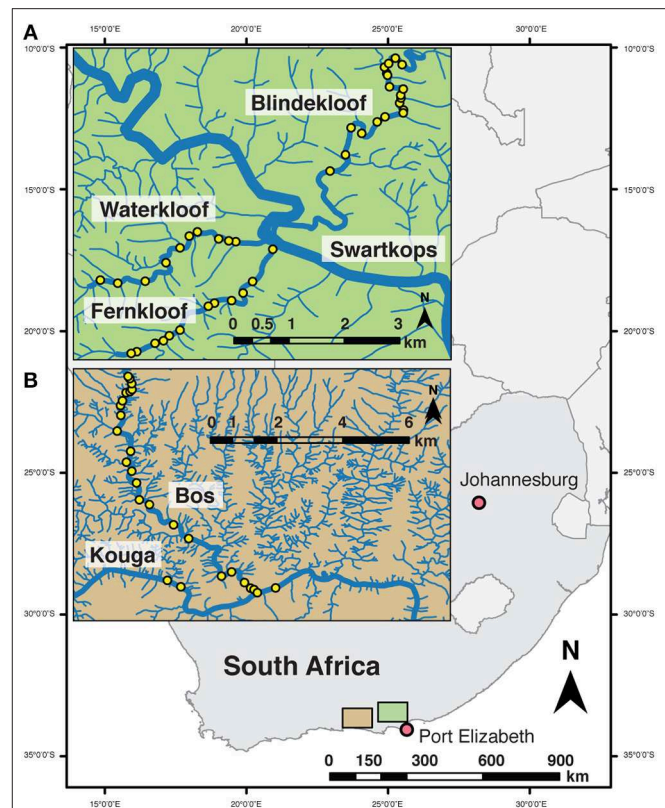 A
15°0'0"E
20°0'0"E
25°0'0"E
30°0'0"E
10°0'0"S
10°0'0"S
Blindekloof
Waterkloof
15°0'0"S
15°0'0"S
Swartkops
Fernkloof
N
0 0.5 1 2 3
km
20°0'0"S
20°0'0"S
B
N
0 1 2 4 6
km
25°0'0"S
25°0'0"S
Johannesburg
Bos
Kouga
30°0'0"S
30°0'0"S
South Africa
N
Port Elizabeth
35°0'0"S
35°0'0"S
0 150 300 600 900
km
15°0'0"E
20°0'0"E
25°0'0"E
30°0'0"E